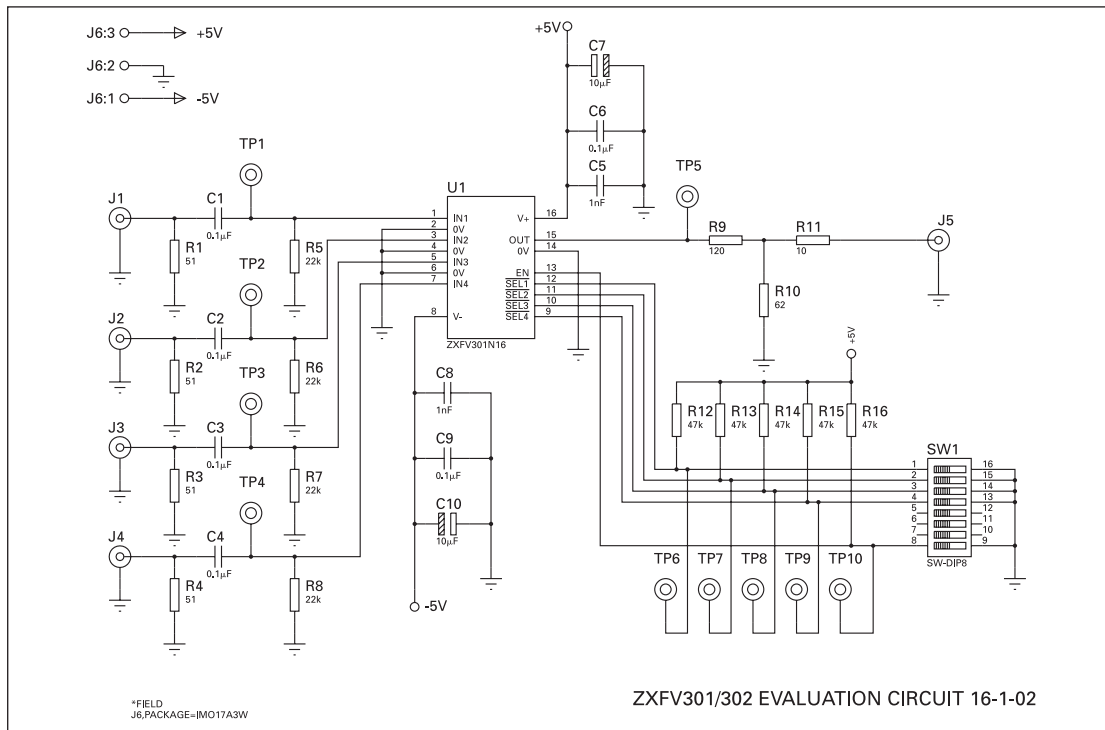 J6:3 +5V
J6:2
J6:1 -5V
+5V
C7
10µF
C6
0.1µF
C5
1nF
TP1
TP5
U1
J1
C1
0.1µF
R1
51
R5
22k
1 IN1
2 0V
3 IN2
4 0V
5 IN3
6 0V
7 IN4
8 V-
V+ 16
OUT 15
0V 14
EN 13
SEL1 12
SEL2 11
SEL3 10
SEL4 9
ZXFV301N16
R9
120
R11
10
J5
R10
62
TP2
J2
C2
0.1µF
R2
51
R6
22k
TP3
J3
C3
0.1µF
R3
51
R7
22k
TP4
J4
C4
0.1µF
R4
51
R8
22k
C8
1nF
C9
0.1µF
C10
10µF
-5V
+5V
R12
47k
R13
47k
R14
47k
R15
47k
R16
47k
SW1
1 16
2 15
3 14
4 13
5 12
6 11
7 10
8 9
SW-DIP8
TP6 TP7 TP8 TP9 TP10
*FIELD
J6,PACKAGE=IMO17A3W
ZXFV301/302 EVALUATION CIRCUIT 16-1-02